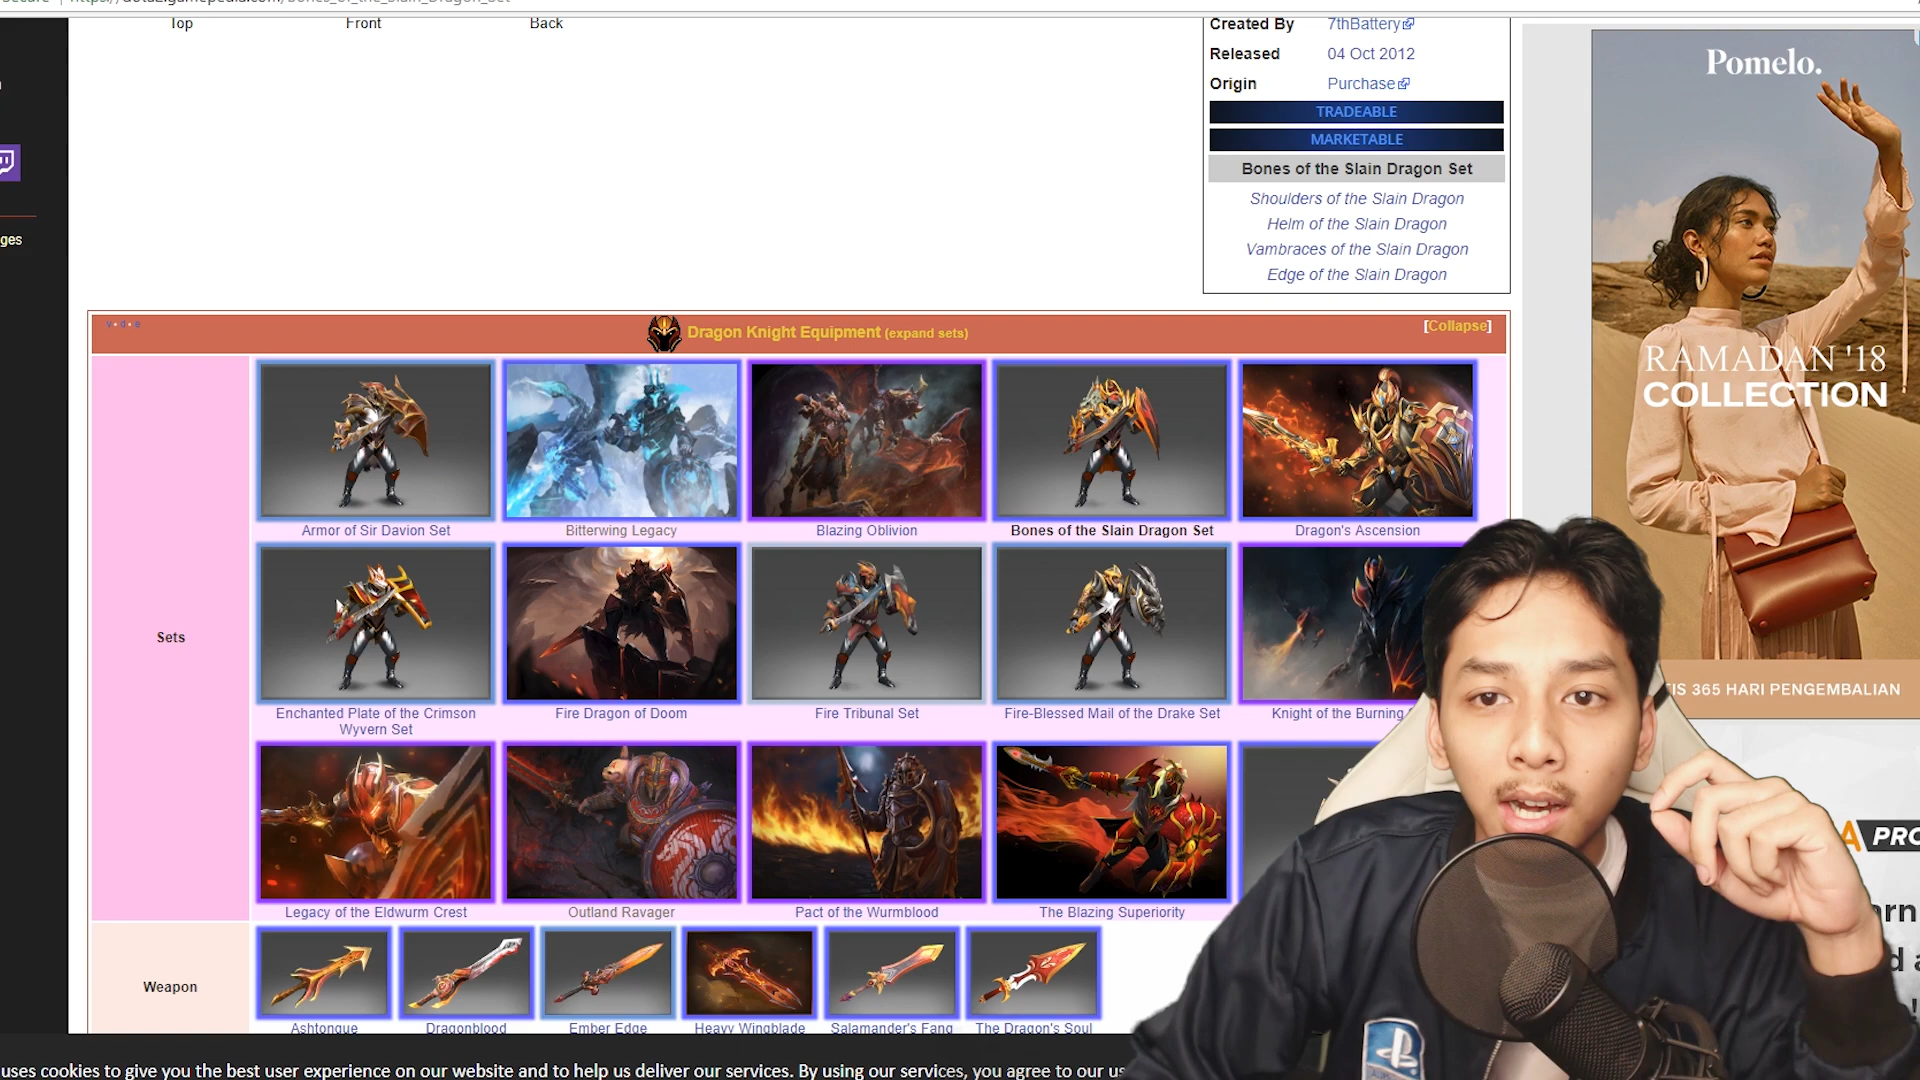 Top Front Back
Created By 7thBattery
Released 04 Oct 2012
Origin Purchase
TRADEABLE
MARKETABLE
Bones of the Slain Dragon Set
Shoulders of the Slain Dragon
Helm of the Slain Dragon
Vambraces of the Slain Dragon
Edge of the Slain Dragon
Pomelo.
RAMADAN '18
COLLECTION
IS 365 HARI PENGEMBALIAN
ges
v · d · e
Dragon Knight Equipment (expand sets)
[Collapse]
Sets
Armor of Sir Davion Set
Bitterwing Legacy
Blazing Oblivion
Bones of the Slain Dragon Set
Dragon's Ascension
Enchanted Plate of the Crimson
Wyvern Set
Fire Dragon of Doom
Fire Tribunal Set
Fire-Blessed Mail of the Drake Set
Knight of the Burning
Legacy of the Eldwurm Crest
Outland Ravager
Pact of the Wurmblood
The Blazing Superiority
Weapon
Ashtongue
Dragonblood
Ember Edge
Heavy Wingblade
Salamander's Fang
The Dragon's Soul
A PRO
arn
d a
uses cookies to give you the best user experience on our website and to help us deliver our services. By using our services, you agree to our us